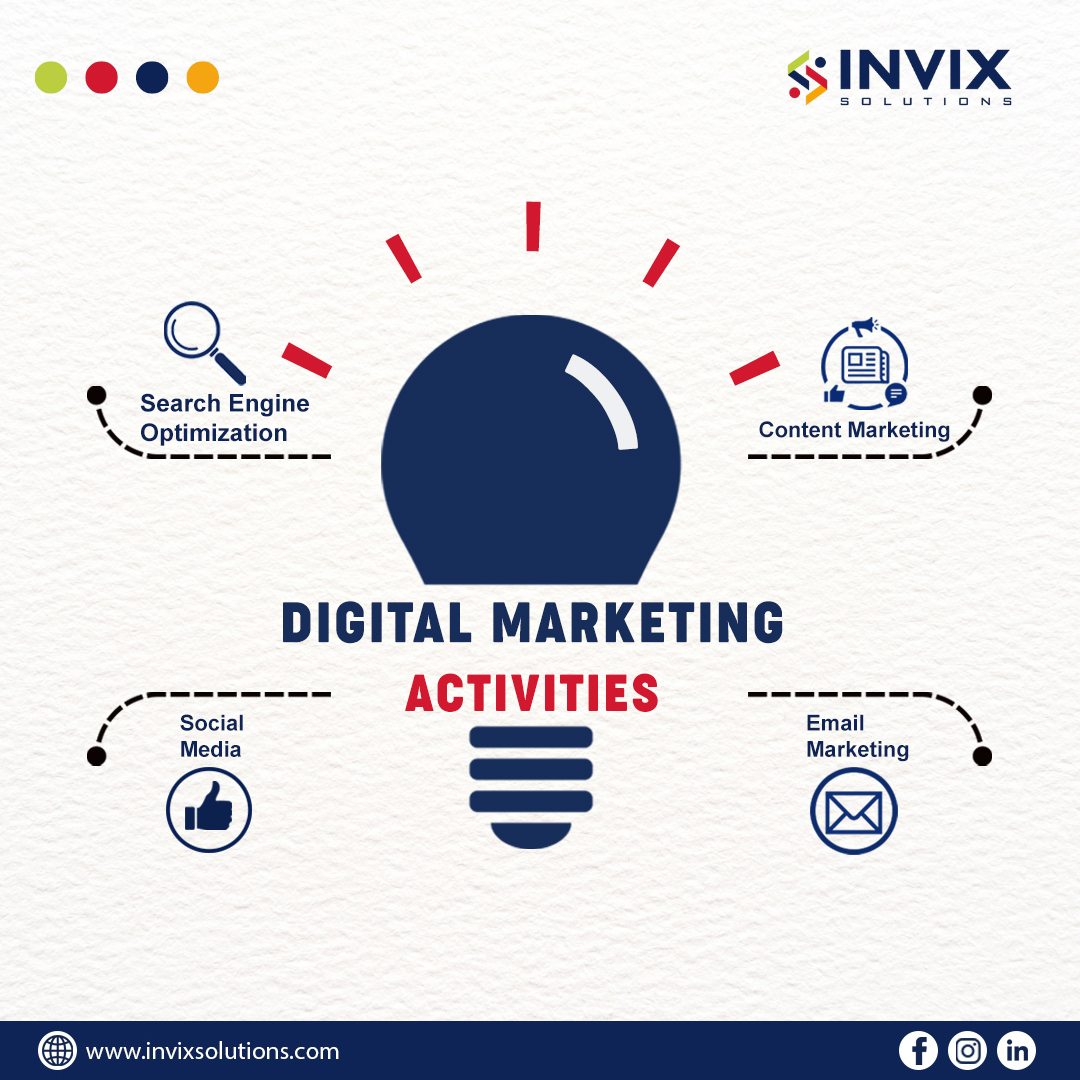 INVIX
SOLUTIONS
Search Engine
Optimization
Content Marketing
DIGITAL MARKETING
ACTIVITIES
Social
Media
Email
Marketing
www.invixsolutions.com